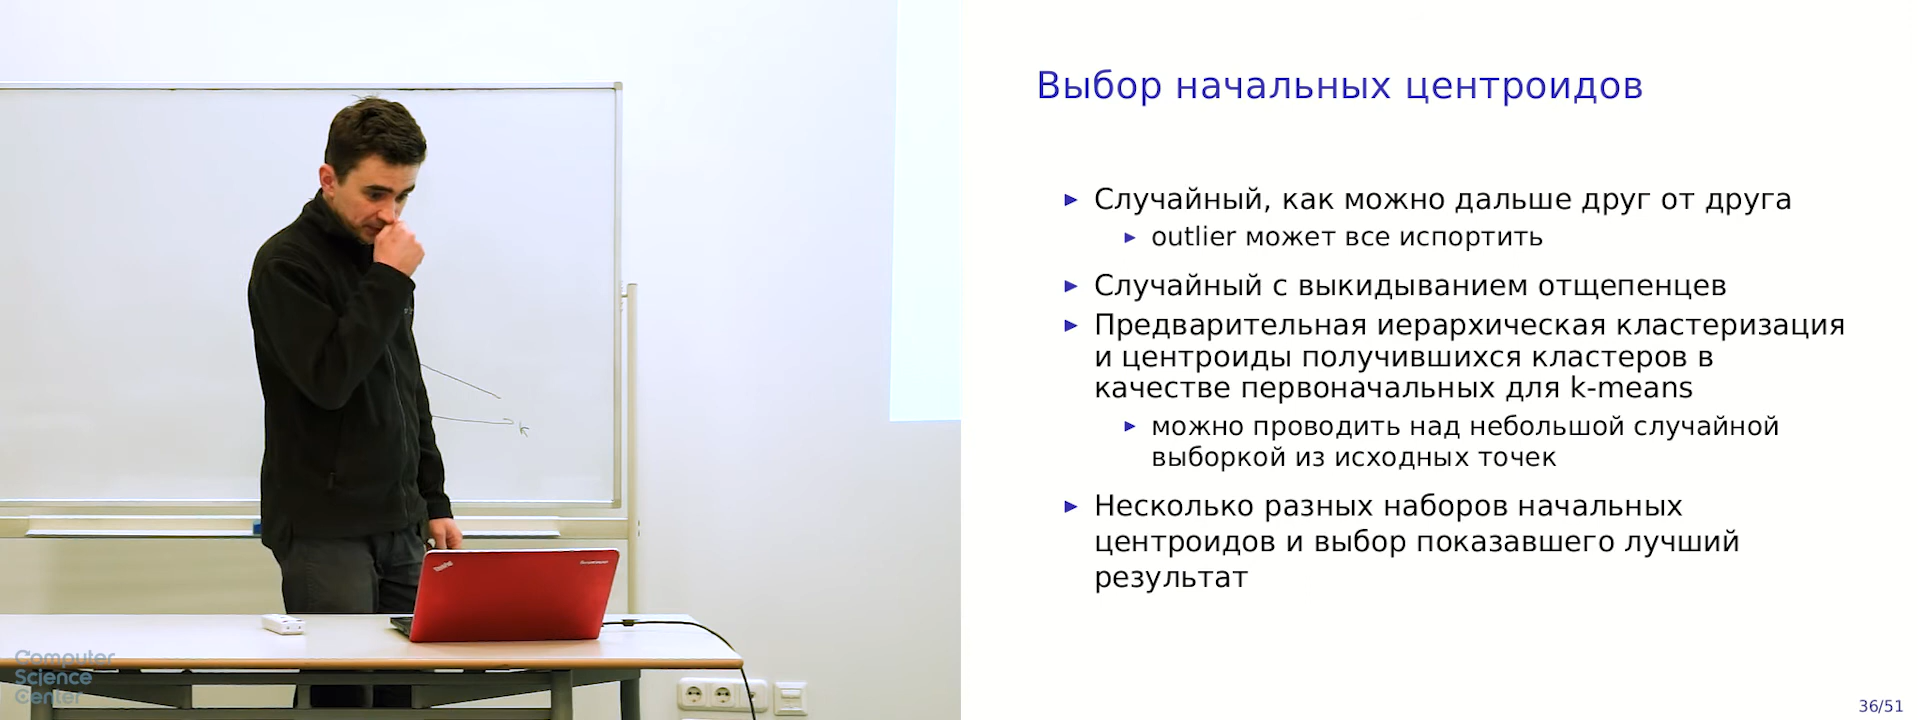 Выбор начальных центроидов
Случайный, как можно дальше друг от друга
outlier может все испортить
Случайный с выкидыванием отщепенцев
Предварительная иерархическая кластеризация
и центроиды получившихся кластеров в
качестве первоначальных для k-means
можно проводить над небольшой случайной
выборкой из исходных точек
Несколько разных наборов начальных
центроидов и выбор показавшего лучший
результат
36/51
k
ThinkPad
Computer
Science
Center